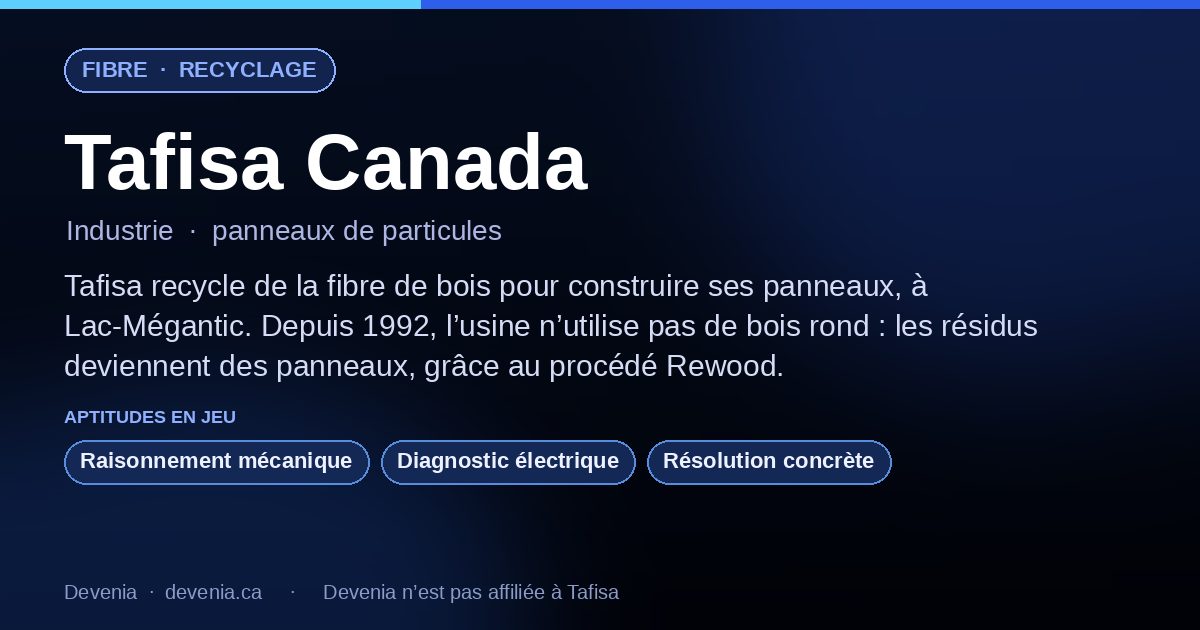 FIBRE · RECYCLAGE
Tafisa Canada
Industrie · panneaux de particules
Tafisa recycle de la fibre de bois pour construire ses panneaux, à
Lac-Mégantic. Depuis 1992, l’usine n’utilise pas de bois rond : les résidus
deviennent des panneaux, grâce au procédé Rewood.
APTITUDES EN JEU
Raisonnement mécanique Diagnostic électrique Résolution concrète
Devenia · devenia.ca · Devenia n’est pas affiliée à Tafisa